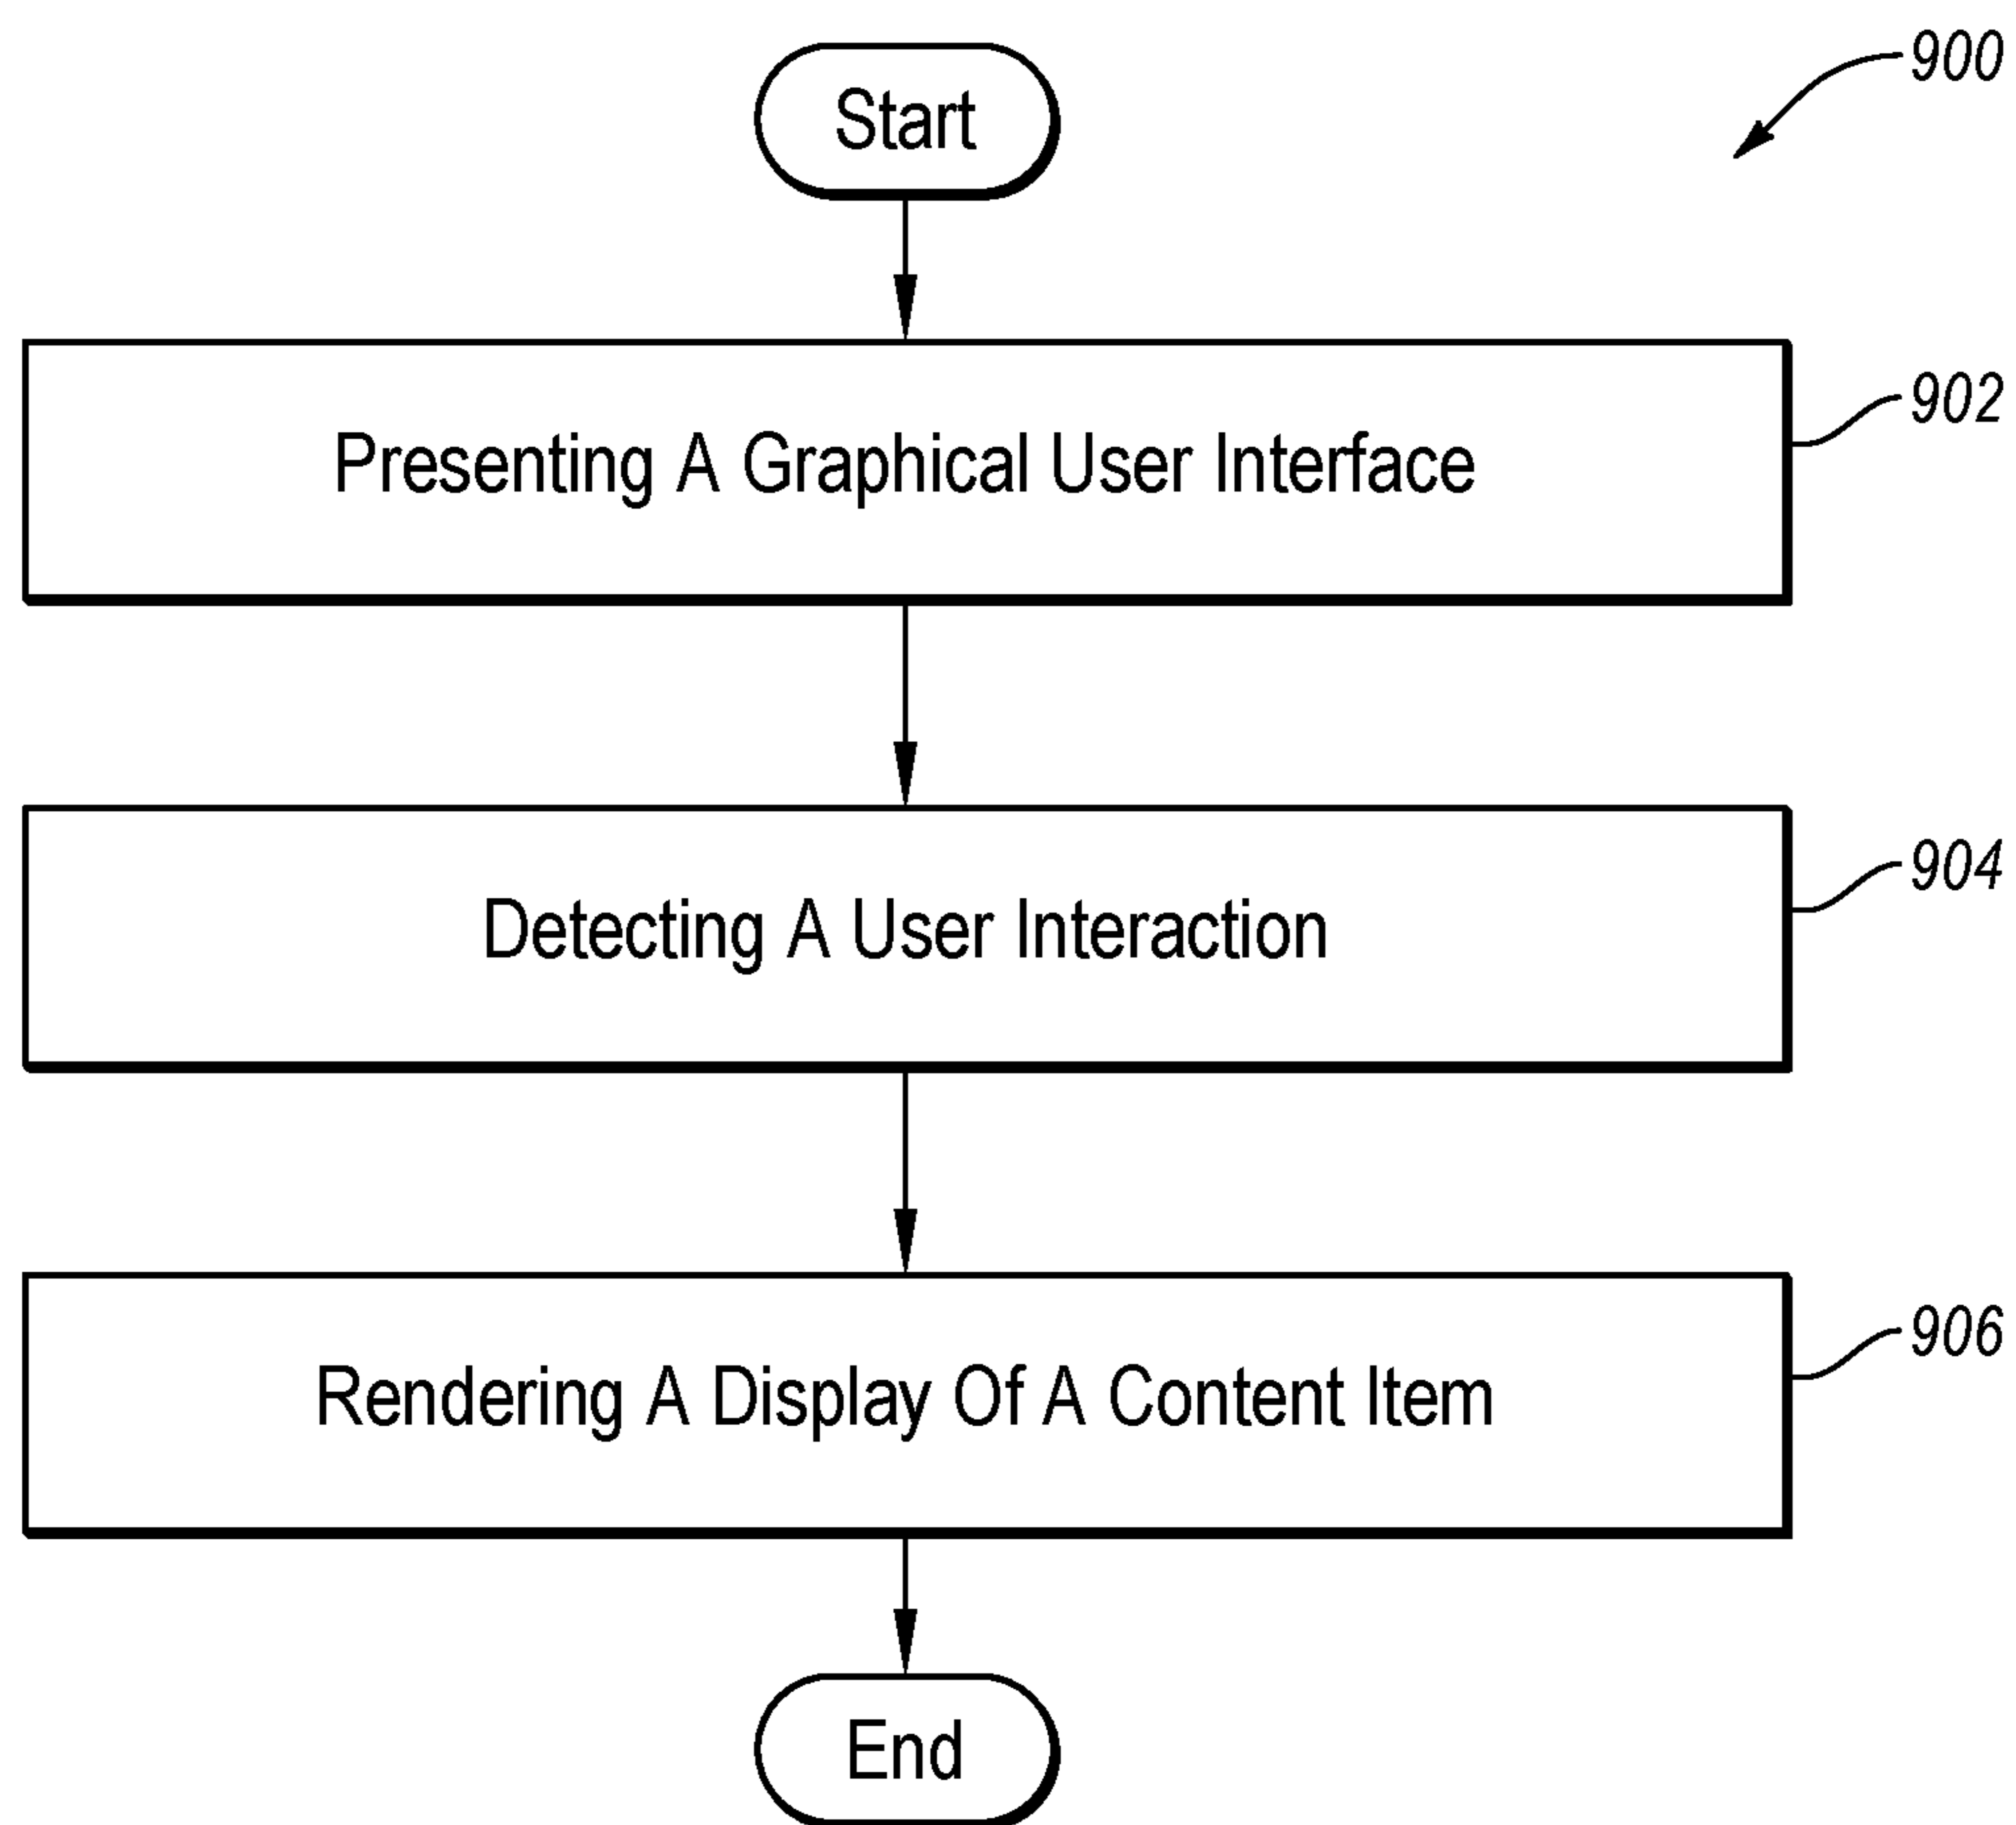 Start
900
Presenting A Graphical User Interface
902
Detecting A User Interaction
904
Rendering A Display Of A Content Item
906
End